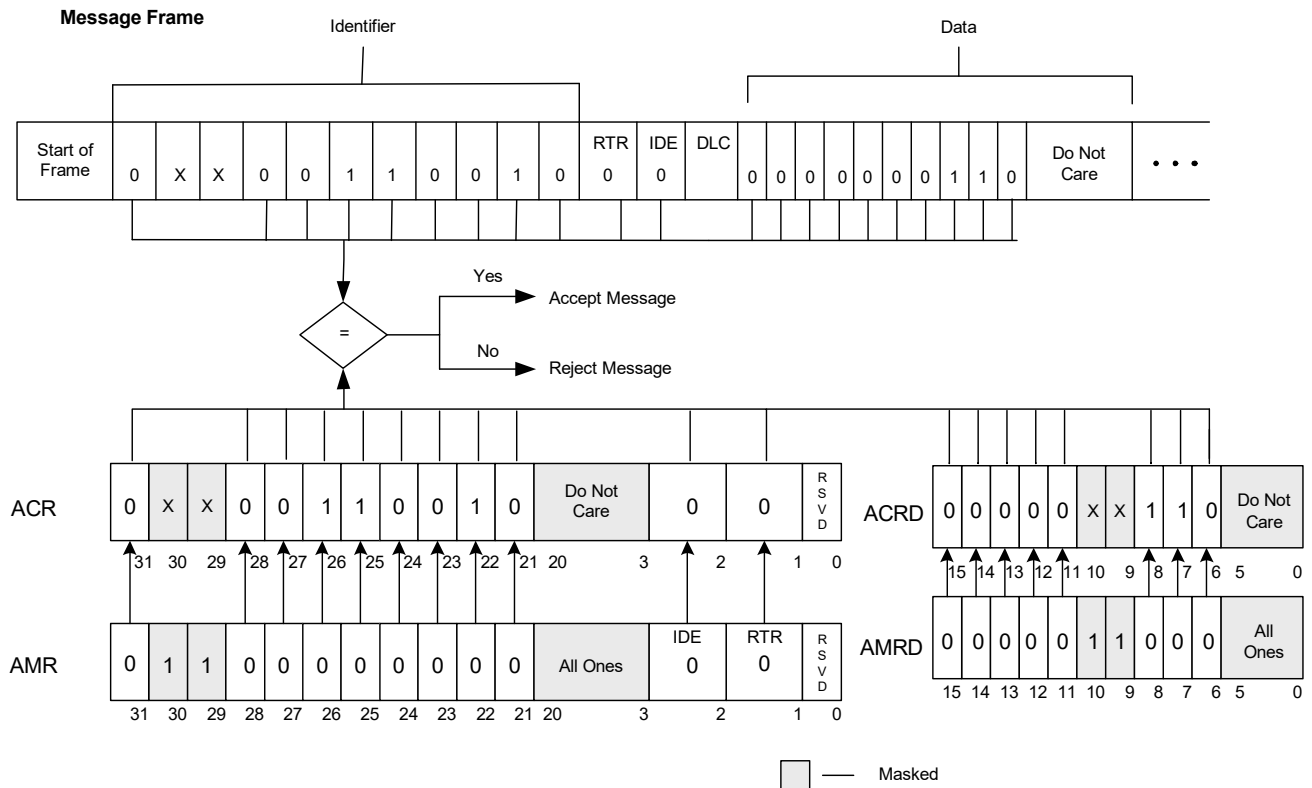 Message Frame
Identifier
Data
Start of
Frame
0 X X 0 0 1 1 0 0 1 0
RTR
0
IDE
0
DLC
0 0 0 0 0 0 0 1 1 0
Do Not
Care
• • •
=
Yes
Accept Message
No
Reject Message
ACR
0 X X 0 0 1 1 0 0 1 0
Do Not
Care
0 0
R
S
V
D
31 30 29 28 27 26 25 24 23 22 21 20 3 2 1 0
ACRD
0 0 0 0 0 X X 1 1 0
Do Not
Care
15 14 13 12 11 10 9 8 7 6 5 0
AMR
0 1 1 0 0 0 0 0 0 0 0
All Ones
IDE
0
RTR
0
R
S
V
D
31 30 29 28 27 26 25 24 23 22 21 20 3 2 1 0
AMRD
0 0 0 0 0 1 1 0 0 0
All
Ones
15 14 13 12 11 10 9 8 7 6 5 0
Masked